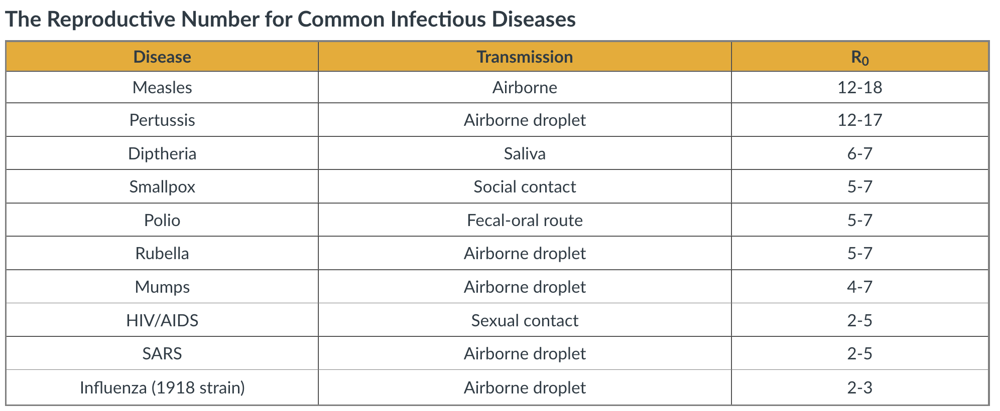 The Reproductive Number for Common Infectious Diseases
Disease Transmission R₀
Measles Airborne 12-18
Pertussis Airborne droplet 12-17
Diptheria Saliva 6-7
Smallpox Social contact 5-7
Polio Fecal-oral route 5-7
Rubella Airborne droplet 5-7
Mumps Airborne droplet 4-7
HIV/AIDS Sexual contact 2-5
SARS Airborne droplet 2-5
Influenza (1918 strain) Airborne droplet 2-3